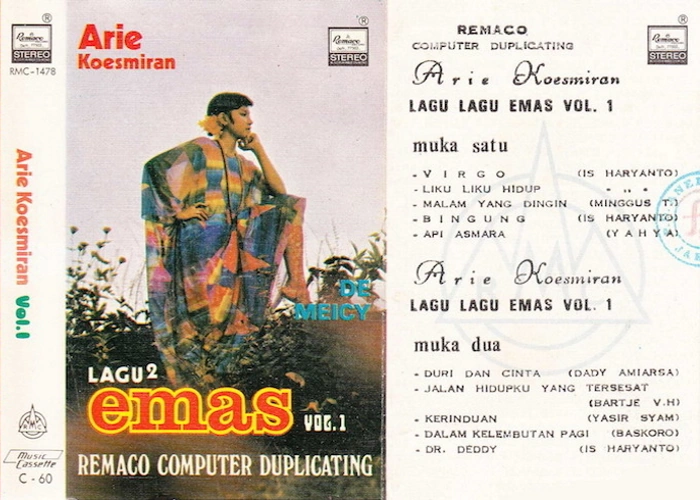 Remaco
STEREO
RMC-1478
Arie Koesmiran Vol.1
RMC
Music Cassette
C - 60
Arie
Koesmiran
Remaco
STEREO
DE
MEICY
LAGU2
emas VOL.1
REMACO COMPUTER DUPLICATING
REMACO
COMPUTER DUPLICATING
Remaco
STEREO
Arie Koesmiran
LAGU LAGU EMAS VOL. 1
muka satu
- VIRGO (IS HARYANTO)
- LIKU LIKU HIDUP - ,, -
- MALAM YANG DINGIN (MINGGUS T.)
- BINGUNG (IS HARYANTO)
- API ASMARA (YAHYA)
Arie Koesmiran
LAGU LAGU EMAS VOL. 1
muka dua
- DURI DAN CINTA (DADY AMIARSA)
- JALAN HIDUPKU YANG TERSESAT
(BARTJE V.H)
- KERINDUAN (YASIR SYAM)
- DALAM KELEMBUTAN PAGI (BASKORO)
- DR. DEDDY (IS HARYANTO)